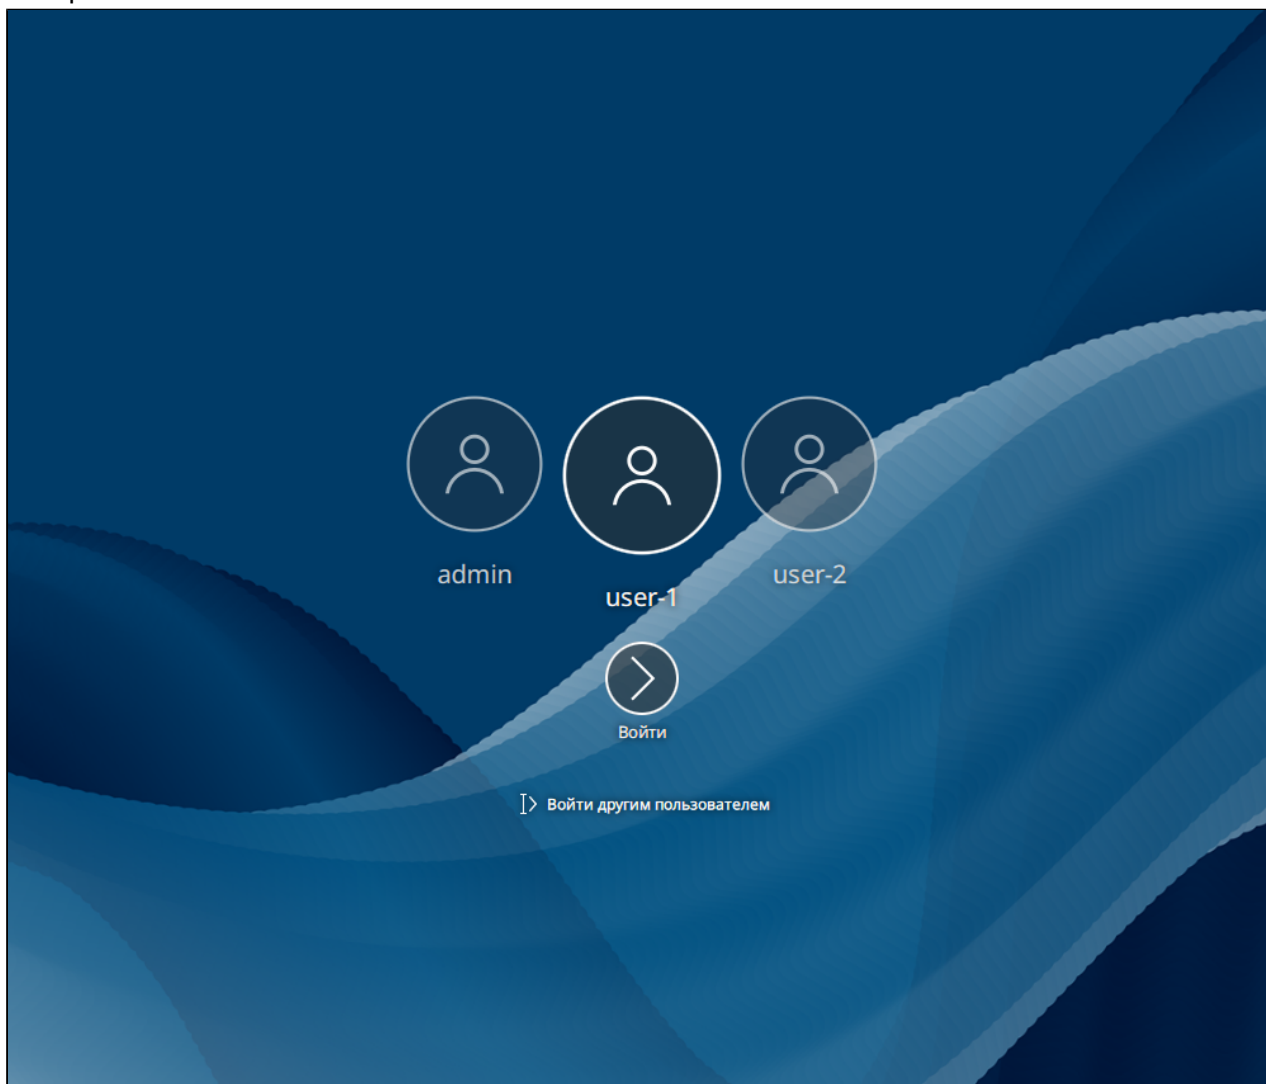 admin
user-1
user-2
Войти
Войти другим пользователем